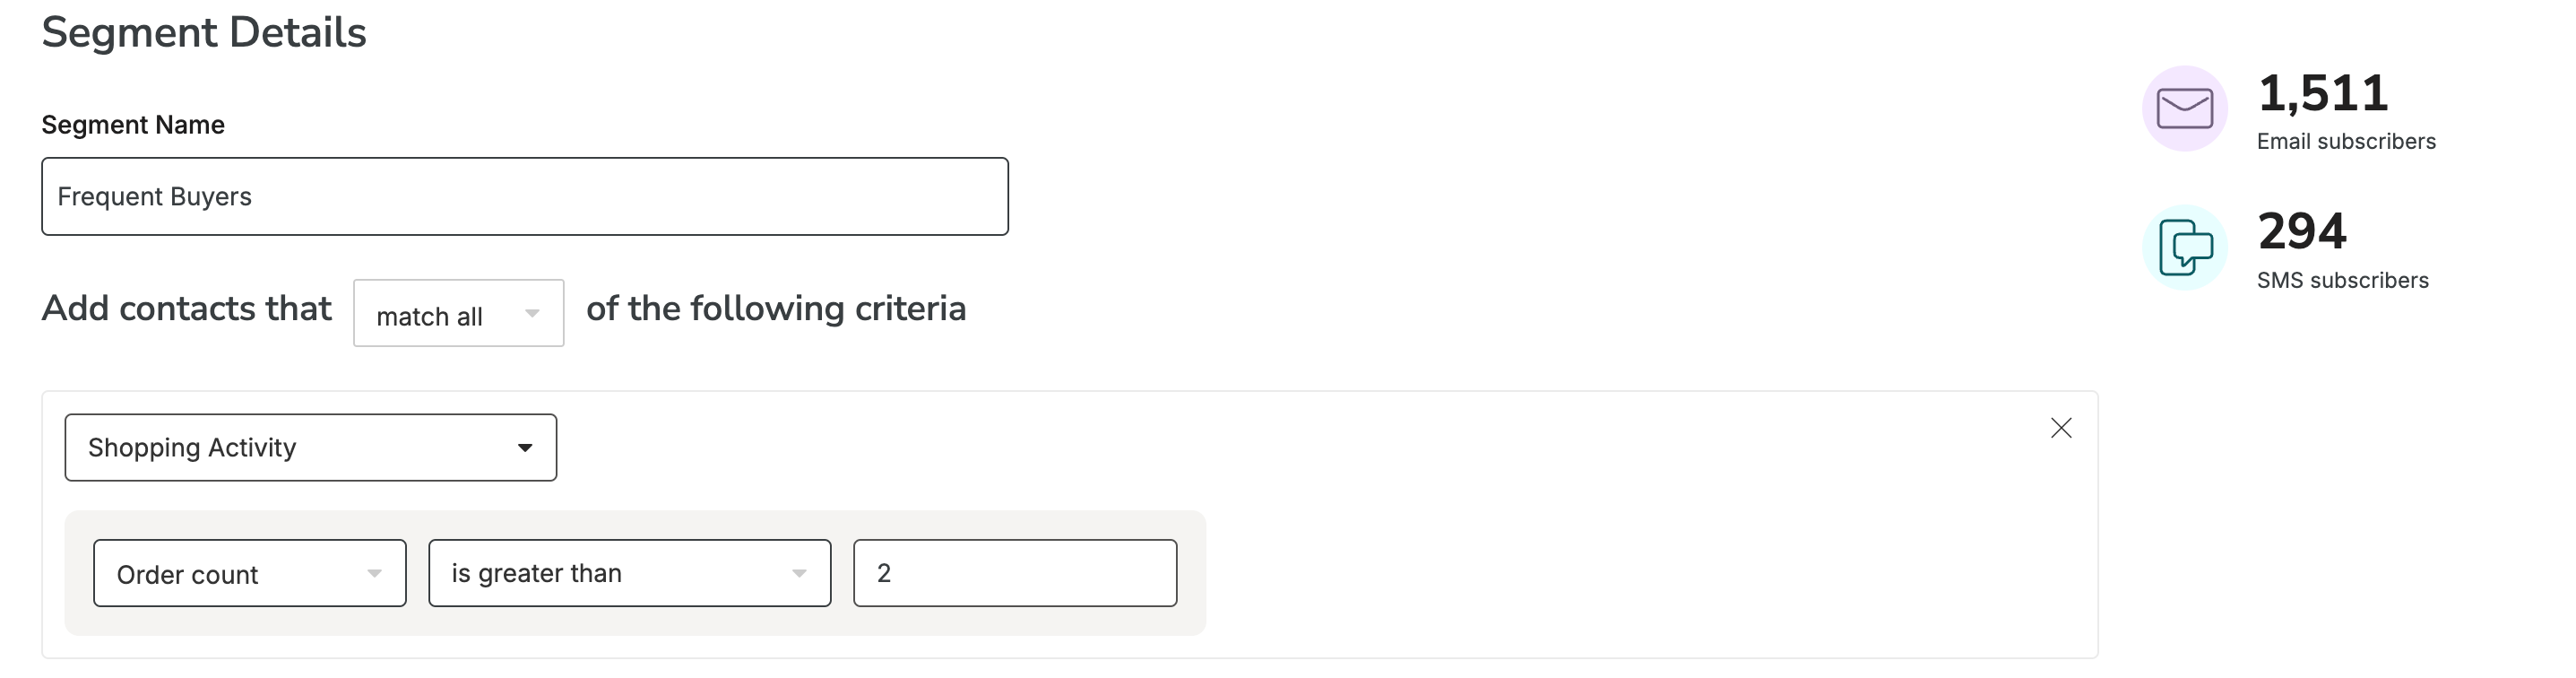 Segment Details
1,511
Email subscribers
Segment Name
Frequent Buyers
294
SMS subscribers
Add contacts that match all of the following criteria
Shopping Activity
Order count is greater than 2